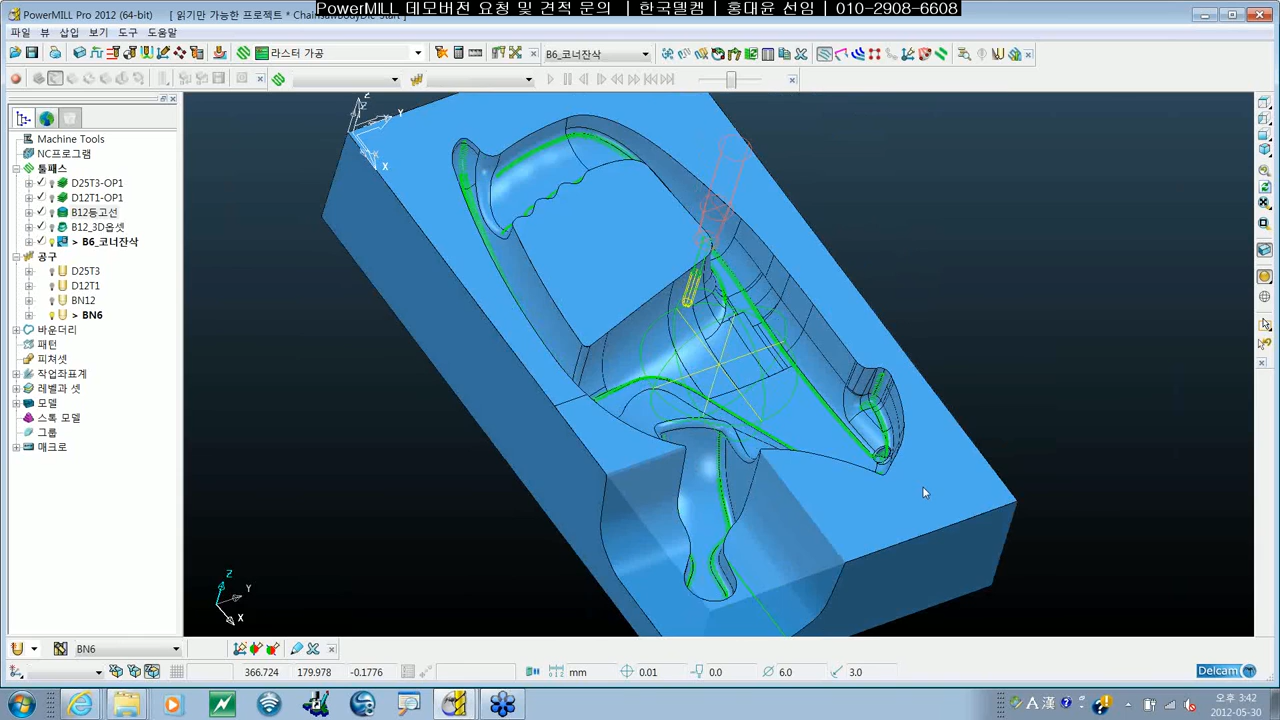 PowerMILL Pro 2012 (64-bit) [ 읽기만 가능한 프로젝트 * ChainsawBodyDie-Start ]
PowerMILL 데모버전 요청 및 견적 문의 | 한국델켐 | 홍대윤 선임 | 010-2908-6608
파일 뷰 삽입 보기 도구 도움말
라스터 가공
B6_코너잔삭
Machine Tools
NC프로그램
툴패스
D25T3-OP1
D12T1-OP1
B12등고선
B12_3D옵셋
> B6_코너잔삭
공구
D25T3
D12T1
BN12
> BN6
바운더리
패턴
피쳐셋
작업좌표계
레벨과 셋
모델
스톡 모델
그룹
매크로
Z
Z
Y
X
Z
Y
X
BN6
366.724 179.978 -0.1776 mm 0.01 0.0 6.0 3.0
Delcam
A 漢
오후 3:42
2012-05-30